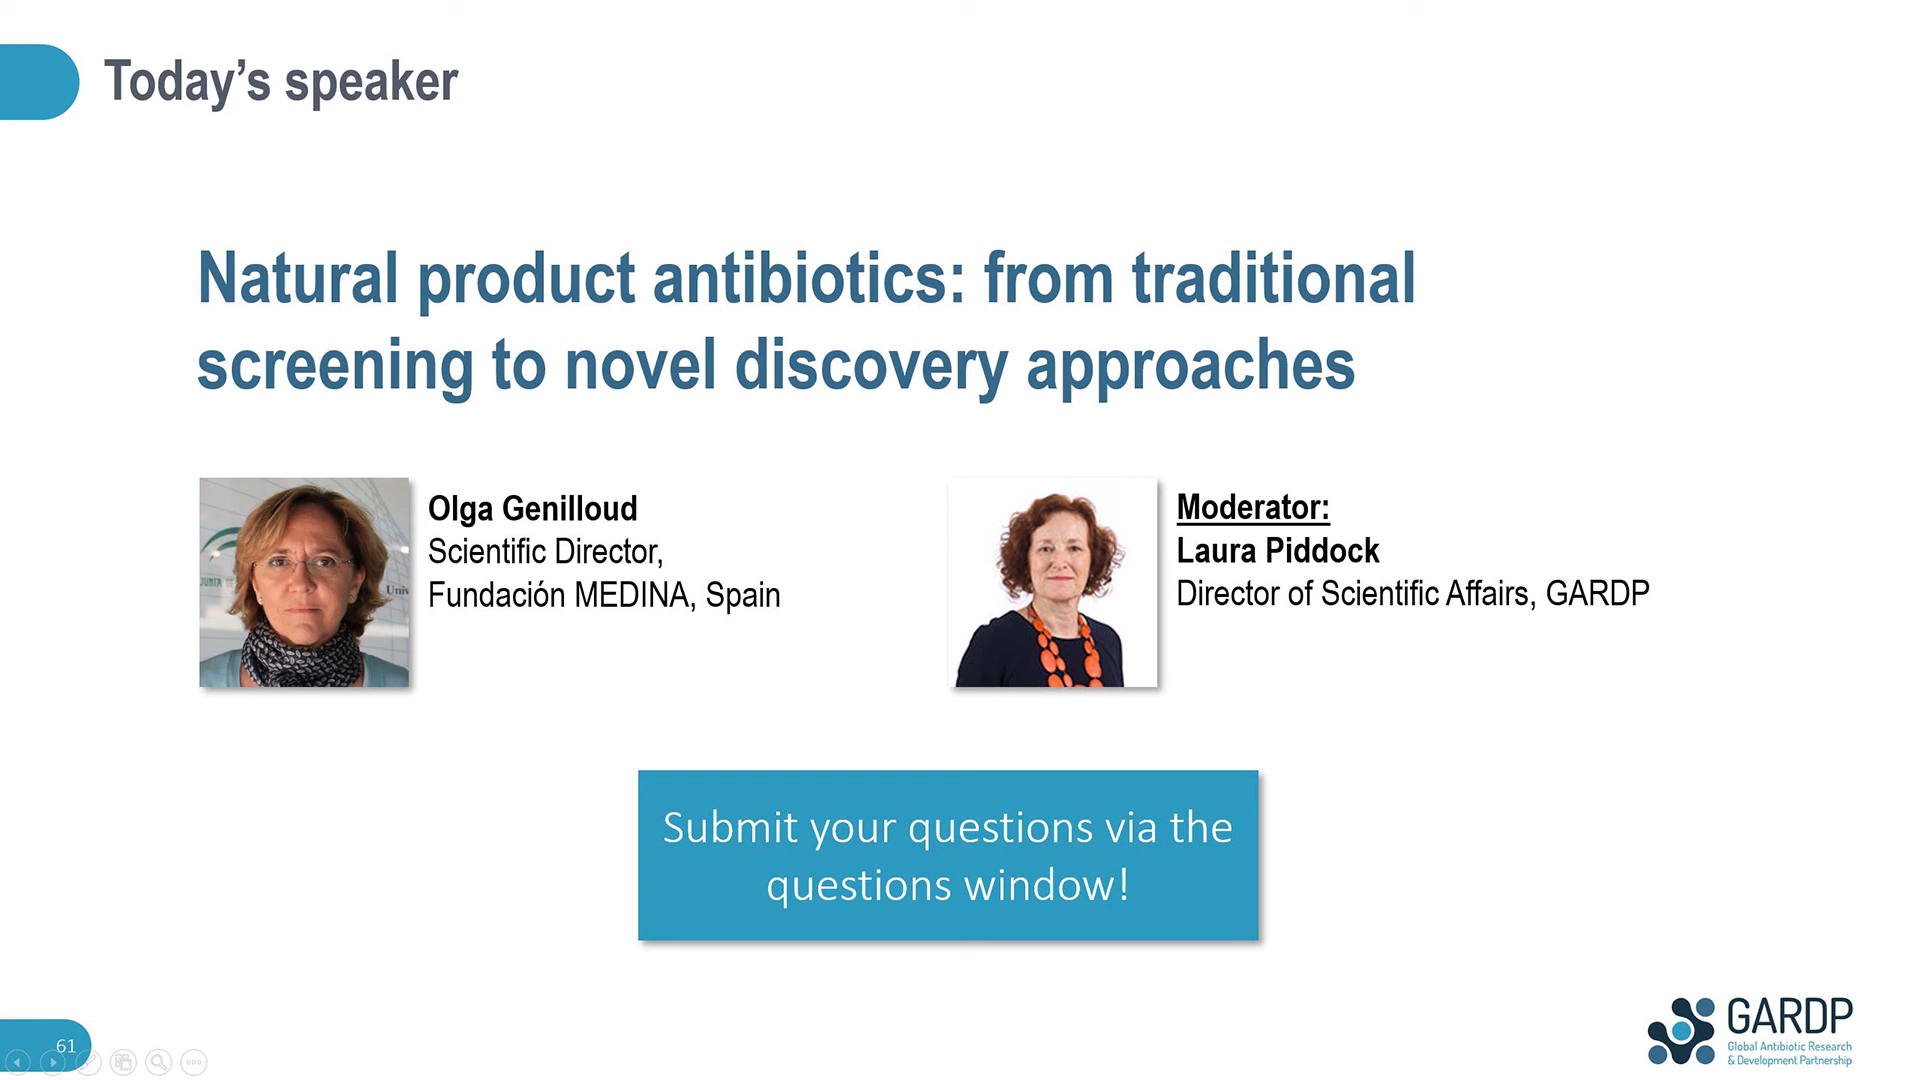 Today’s speaker
Natural product antibiotics: from traditional
screening to novel discovery approaches
Olga Genilloud
Scientific Director,
Fundación MEDINA, Spain
Moderator:
Laura Piddock
Director of Scientific Affairs, GARDP
Submit your questions via the
questions window!
61
GARDP
Global Antibiotic Research
& Development Partnership